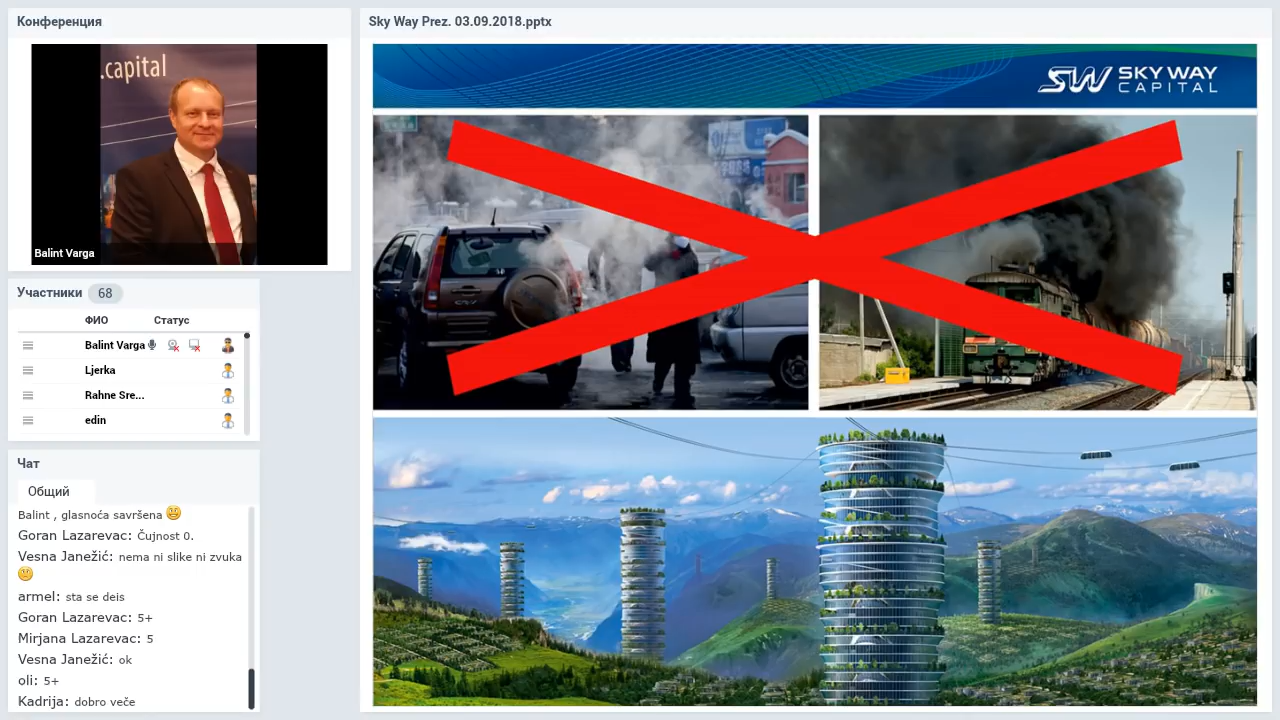 Конференция
.capital
Balint Varga
Участники 68
ФИО Статус
Balint Varga
Ljerka
Rahne Sre...
edin
Чат
Общий
Balint , glasnoća savršena
Goran Lazarevac:
Vesna Janežić: nema ni slike ni zvuka
armel: sta se deis
Goran Lazarevac: 5+
Mirjana Lazarevac: 5
Vesna Janežić: ok
oli: 5+
Kadrija: dobro veče
Sky Way Prez. 03.09.2018.pptx
SW SKY WAY
CAPITAL